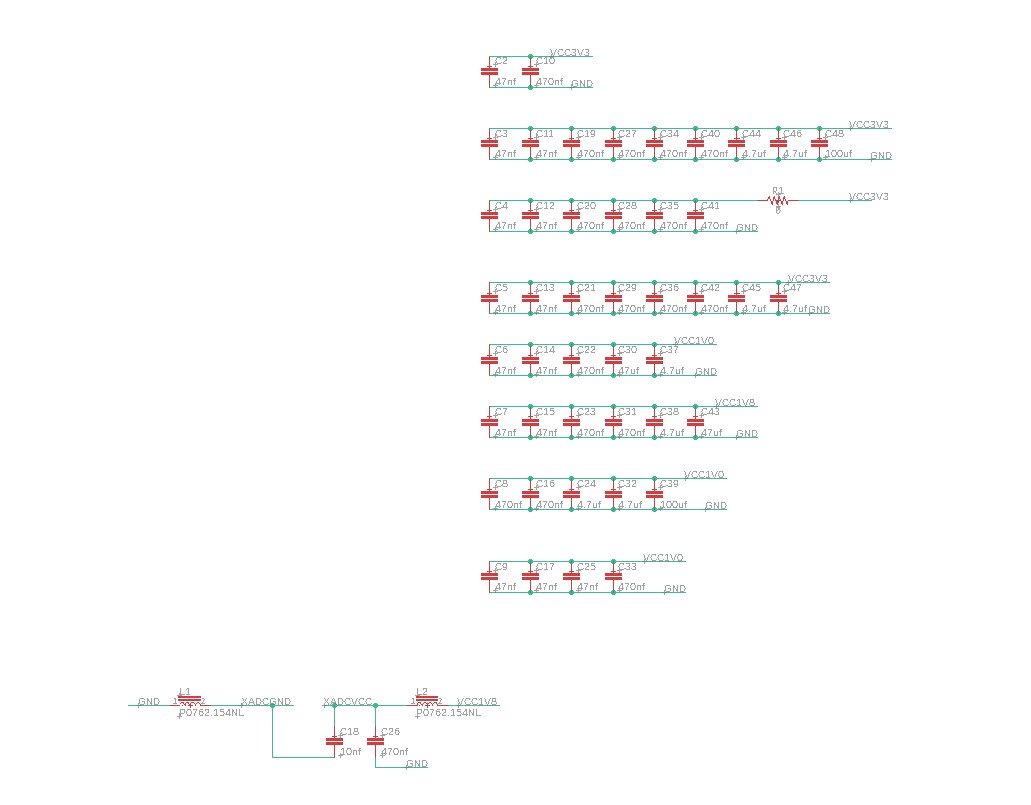 VCC3V3
C2 C10
47nf 470nf GND
VCC3V3
C3 C11 C19 C27 C34 C40 C44 C46 C48
47nf 47nf 470nf 470nf 470nf 470nf 4.7uf 4.7uf 100uf GND
R1
VCC3V3
C4 C12 C20 C28 C35 C41
0
47nf 47nf 470nf 470nf 470nf 470nf GND
VCC3V3
C5 C13 C21 C29 C36 C42 C45 C47
47nf 47nf 470nf 470nf 470nf 470nf 4.7uf 4.7uf GND
VCC1V0
C6 C14 C22 C30 C37
47nf 47nf 470nf 47uf 4.7uf GND
VCC1V8
C7 C15 C23 C31 C38 C43
47nf 47nf 470nf 470nf 4.7uf 47uf GND
VCC1V0
C8 C16 C24 C32 C39
470nf 470nf 4.7uf 4.7uf 100uf GND
VCC1V0
C9 C17 C25 C33
47nf 47nf 47nf 470nf GND
L1 L2
GND 1 2 XADCGND XADCVCC 1 2 VCC1V8
P0762.154NL P0762.154NL
C18 C26
10nf 470nf
GND